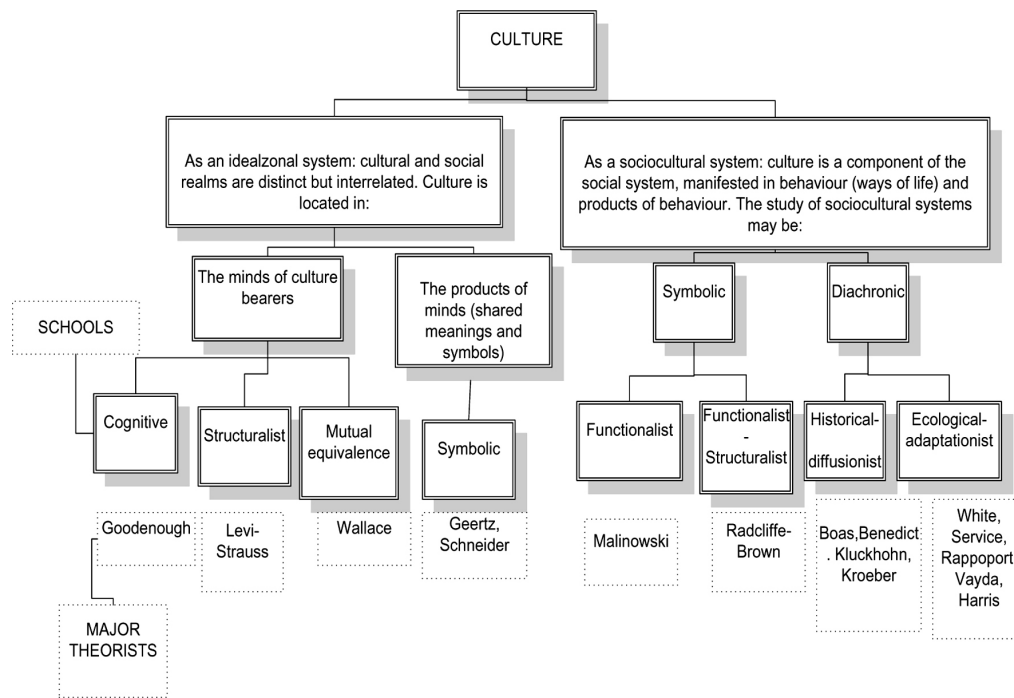 CULTURE
As an idealzonal system: cultural and social
realms are distinct but interrelated. Culture is
located in:
As a sociocultural system: culture is a component of the
social system, manifested in behaviour (ways of life) and
products of behaviour. The study of sociocultural systems
may be:
The minds of culture
bearers
The products of
minds (shared
meanings and
symbols)
Symbolic
Diachronic
SCHOOLS
Cognitive
Structuralist
Mutual
equivalence
Symbolic
Functionalist
Functionalist
-
Structuralist
Historical-
diffusionist
Ecological-
adaptationist
Goodenough
Levi-
Strauss
Wallace
Geertz,
Schneider
Malinowski
Radcliffe-
Brown
Boas,Benedict
. Kluckhohn,
Kroeber
White,
Service,
Rappoport
Vayda,
Harris
MAJOR
THEORISTS